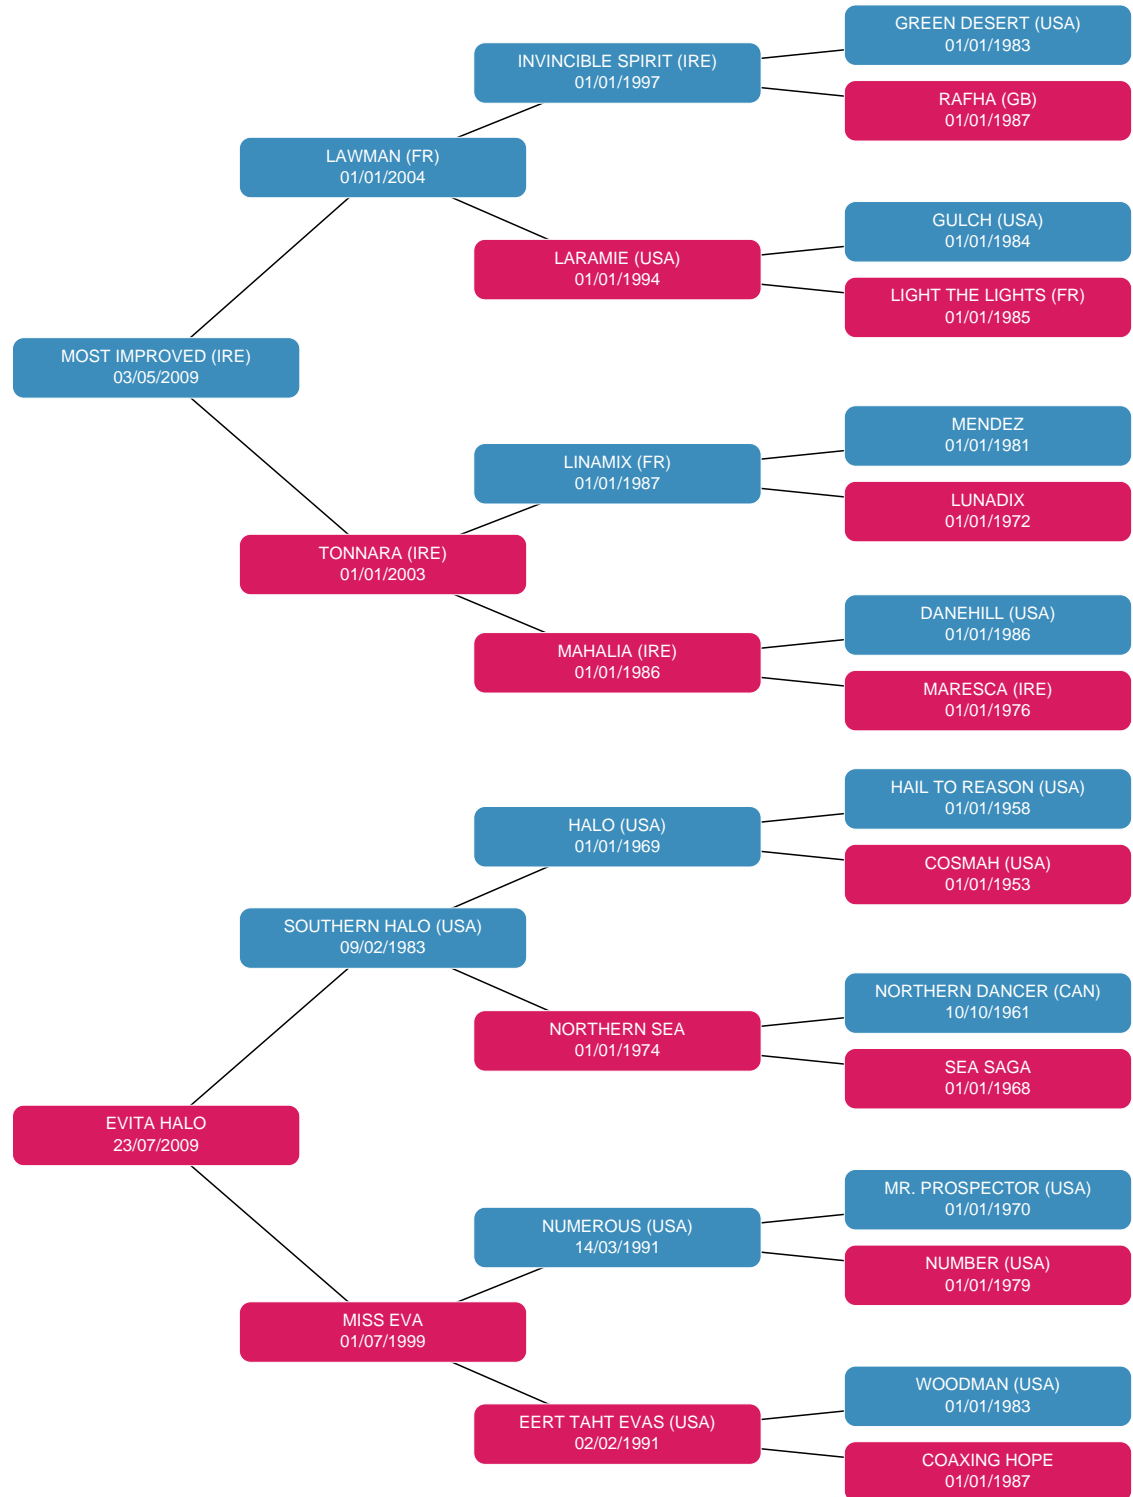 GREEN DESERT (USA)
01/01/1983
INVINCIBLE SPIRIT (IRE)
01/01/1997
RAFHA (GB)
01/01/1987
LAWMAN (FR)
01/01/2004
GULCH (USA)
01/01/1984
LARAMIE (USA)
01/01/1994
LIGHT THE LIGHTS (FR)
01/01/1985
MOST IMPROVED (IRE)
03/05/2009
MENDEZ
01/01/1981
LINAMIX (FR)
01/01/1987
LUNADIX
01/01/1972
TONNARA (IRE)
01/01/2003
DANEHILL (USA)
01/01/1986
MAHALIA (IRE)
01/01/1986
MARESCA (IRE)
01/01/1976
HAIL TO REASON (USA)
01/01/1958
HALO (USA)
01/01/1969
COSMAH (USA)
01/01/1953
SOUTHERN HALO (USA)
09/02/1983
NORTHERN DANCER (CAN)
10/10/1961
NORTHERN SEA
01/01/1974
SEA SAGA
01/01/1968
EVITA HALO
23/07/2009
MR. PROSPECTOR (USA)
01/01/1970
NUMEROUS (USA)
14/03/1991
NUMBER (USA)
01/01/1979
MISS EVA
01/07/1999
WOODMAN (USA)
01/01/1983
EERT TAHT EVAS (USA)
02/02/1991
COAXING HOPE
01/01/1987